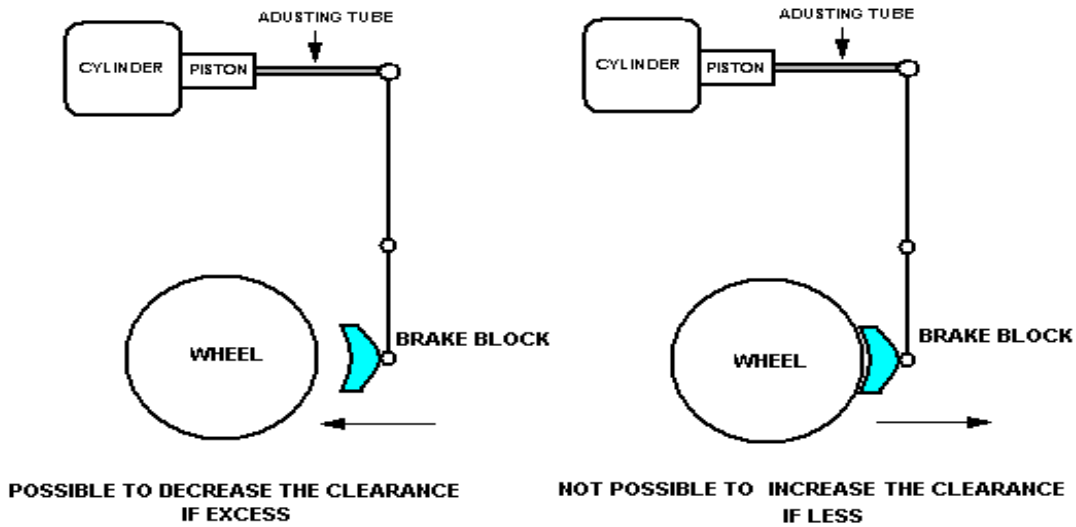 ADUSTING TUBE
CYLINDER
PISTON
WHEEL
BRAKE BLOCK
POSSIBLE TO DECREASE THE CLEARANCE
IF EXCESS
ADJUSTING TUBE
CYLINDER
PISTON
WHEEL
BRAKE BLOCK
NOT POSSIBLE TO INCREASE THE CLEARANCE
IF LESS